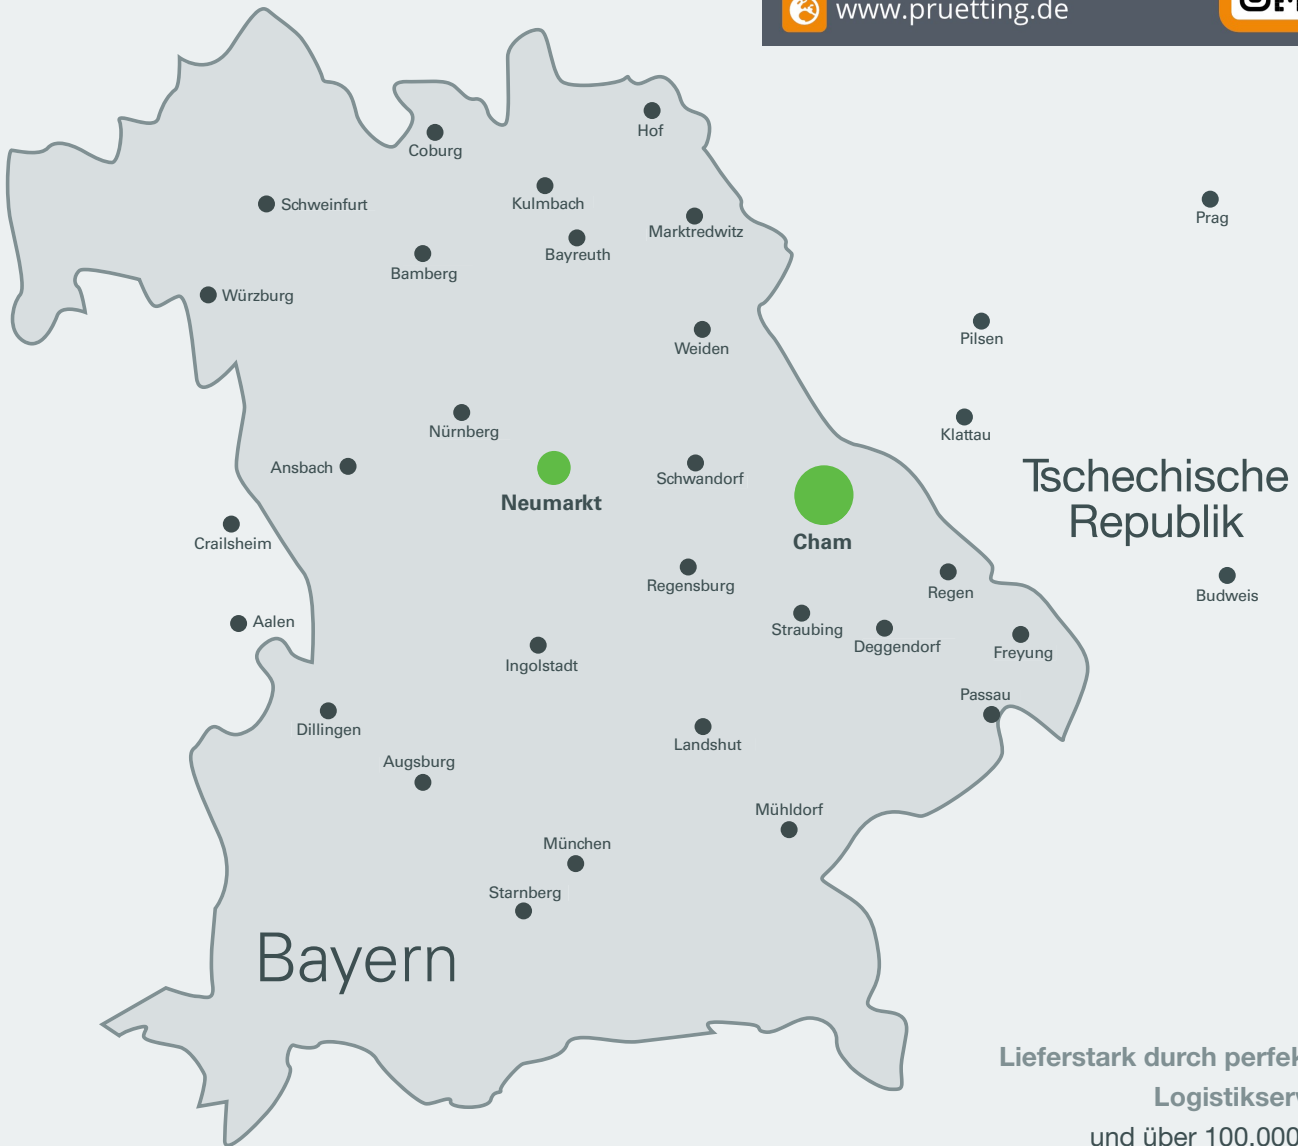 www.pruetting.de
Hof
Coburg
Kulmbach
Schweinfurt
Prag
Marktredwitz
Bayreuth
Bamberg
Würzburg
Pilsen
Weiden
Nürnberg
Klattau
Ansbach
Schwandorf
Tschechische
Republik
Neumarkt
Cham
Crailsheim
Regensburg
Regen
Budweis
Aalen
Straubing
Deggendorf
Freyung
Ingolstadt
Passau
Dillingen
Landshut
Augsburg
Mühldorf
München
Starnberg
Bayern
Lieferstark durch
und über 100.000